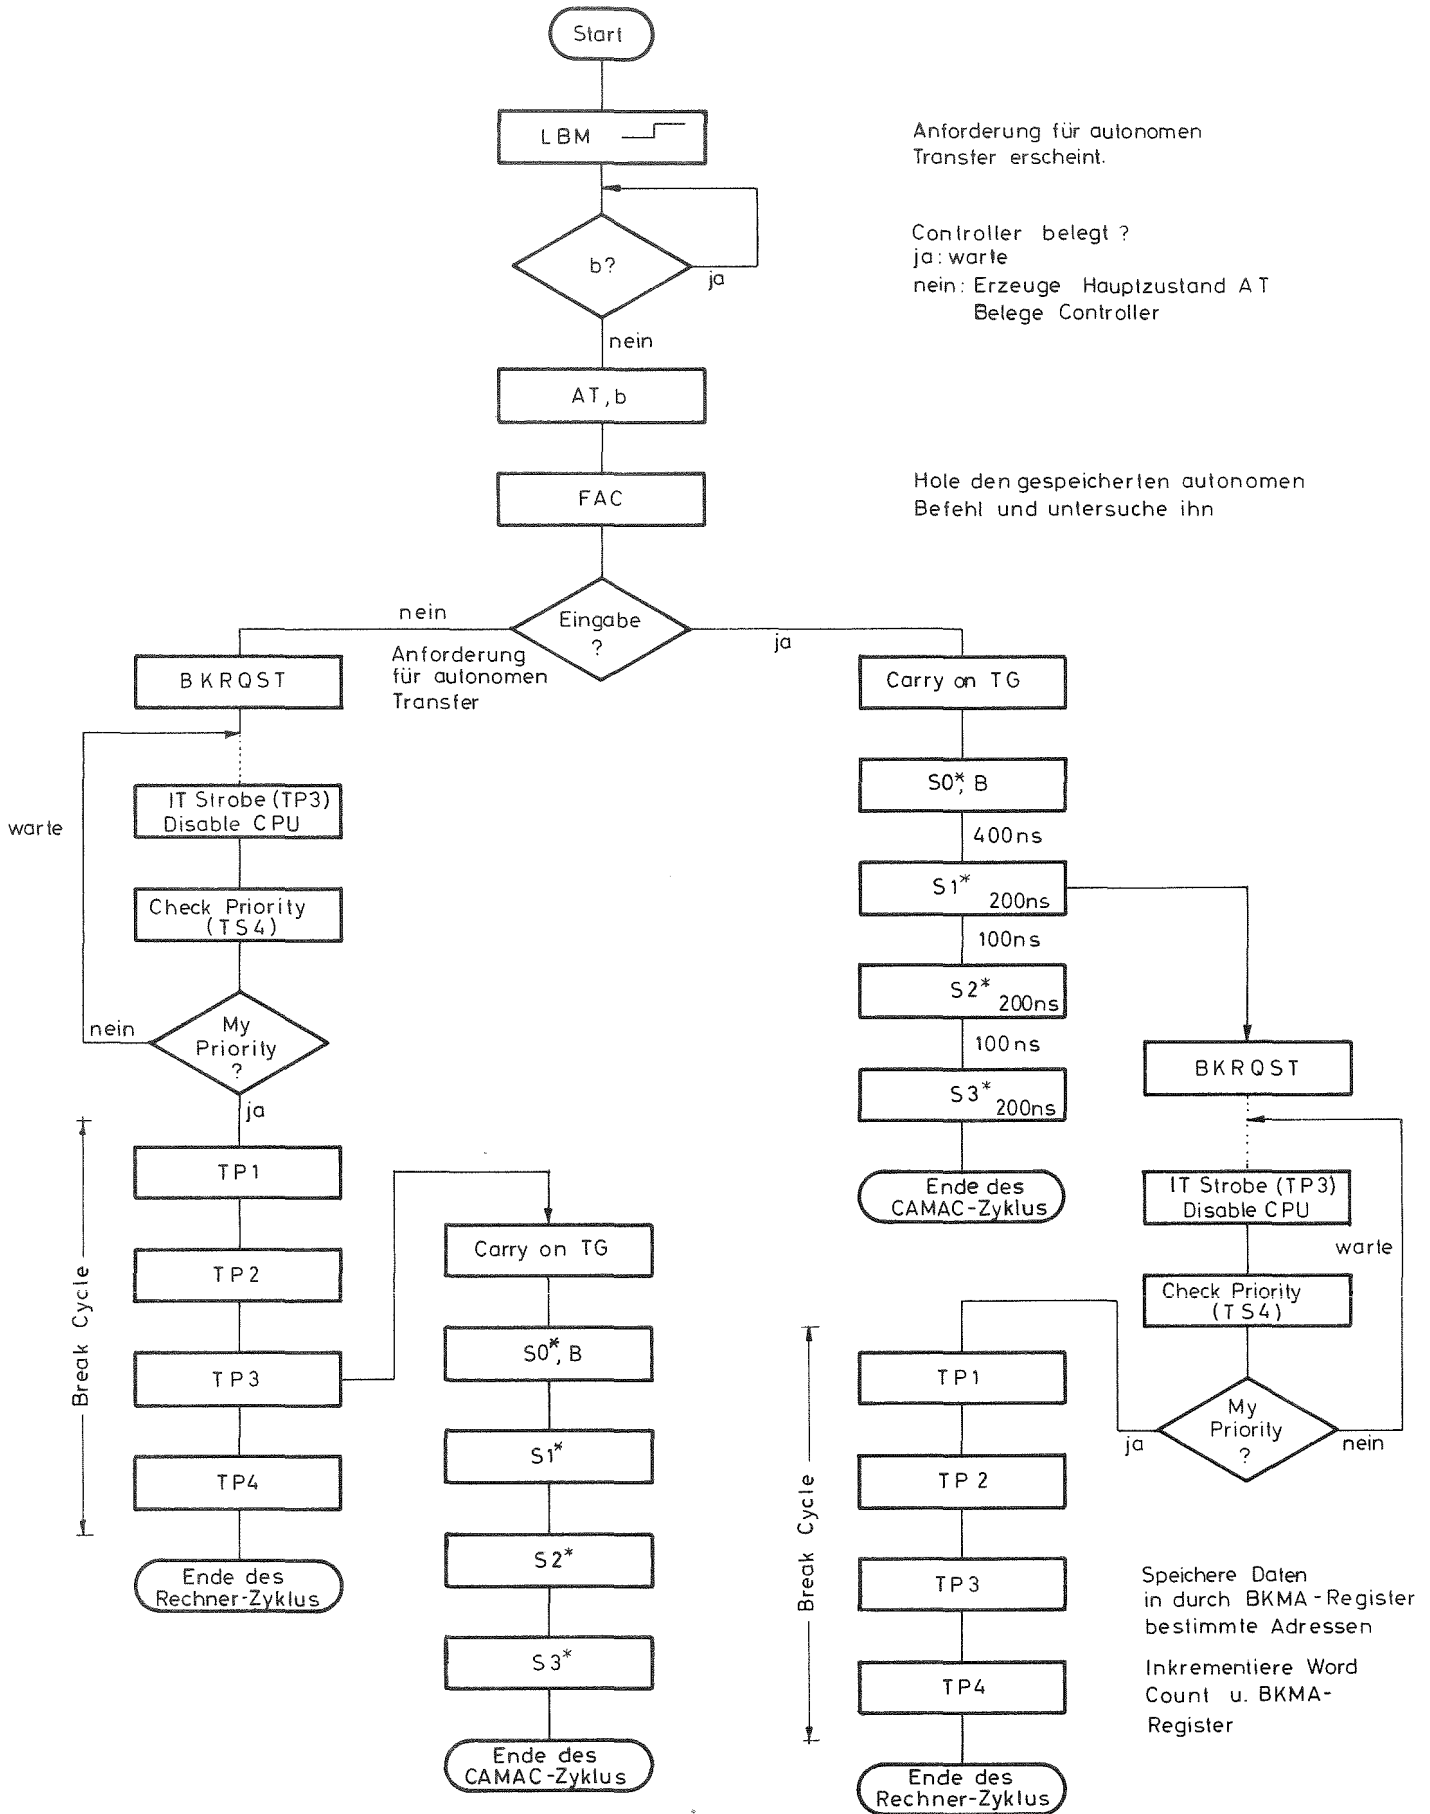 Start
LBM
Anforderung für autonomen
Transfer erscheint.
b?
ja
Controller belegt ?
ja: warte
nein: Erzeuge Hauptzustand AT
Belege Controller
nein
AT, b
FAC
Hole den gespeicherten autonomen
Befehl und untersuche ihn
Eingabe
?
nein
ja
Anforderung
für autonomen
Transfer
BKRQST
warte
IT Strobe (TP3)
Disable CPU
Check Priority
(TS4)
My
Priority
?
nein
ja
Break Cycle
TP1
TP2
TP3
TP4
Ende des
Rechner-Zyklus
Carry on TG
S0*, B
S1*
S2*
S3*
Ende des
CAMAC-Zyklus
Carry on TG
S0*, B
400ns
S1*
200ns
100ns
S2*
200ns
100ns
S3*
200ns
Ende des
CAMAC-Zyklus
BKRQST
IT Strobe (TP3)
Disable CPU
warte
Check Priority
(TS4)
My
Priority
?
ja
nein
Break Cycle
TP1
TP2
TP3
TP4
Ende des
Rechner-Zyklus
Speichere Daten
in durch BKMA-Register
bestimmte Adressen
Inkrementiere Word
Count u. BKMA-
Register